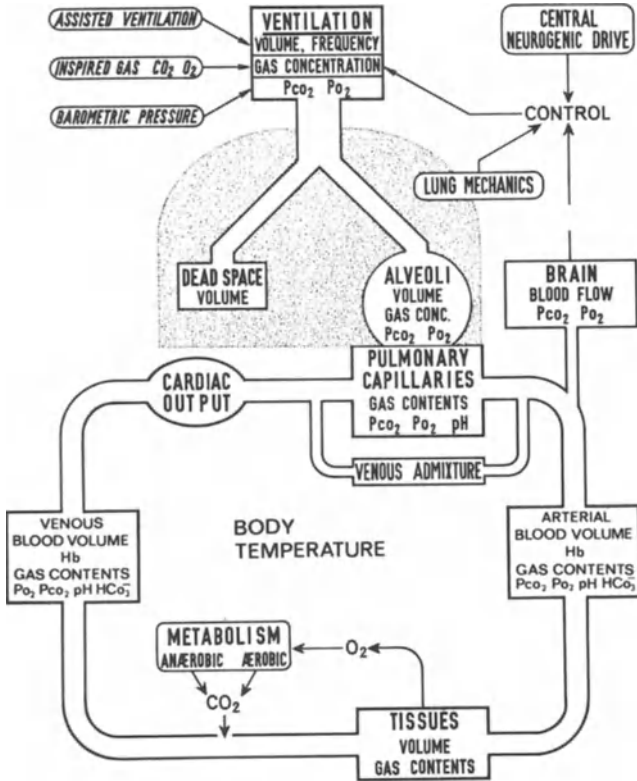 ASSISTED VENTILATION
INSPIRED GAS CO₂ O₂
BAROMETRIC PRESSURE
VENTILATION
VOLUME, FREQUENCY
GAS CONCENTRATION
Pco₂ Po₂
CENTRAL
NEUROGENIC DRIVE
CONTROL
LUNG MECHANICS
DEAD SPACE
VOLUME
ALVEOLI
VOLUME
GAS CONC.
Pco₂ Po₂
BRAIN
BLOOD FLOW
Pco₂ Po₂
CARDIAC
OUTPUT
PULMONARY
CAPILLARIES
GAS CONTENTS
Pco₂ Po₂ pH
VENOUS ADMIXTURE
VENOUS
BLOOD VOLUME
Hb
GAS CONTENTS
Po₂ Pco₂ pH HCo₃⁻
BODY
TEMPERATURE
ARTERIAL
BLOOD VOLUME
Hb
GAS CONTENTS
Pco₂ Po₂ pH HCo₃⁻
METABOLISM
ANÆROBIC ÆROBIC
O₂
CO₂
TISSUES
VOLUME
GAS CONTENTS